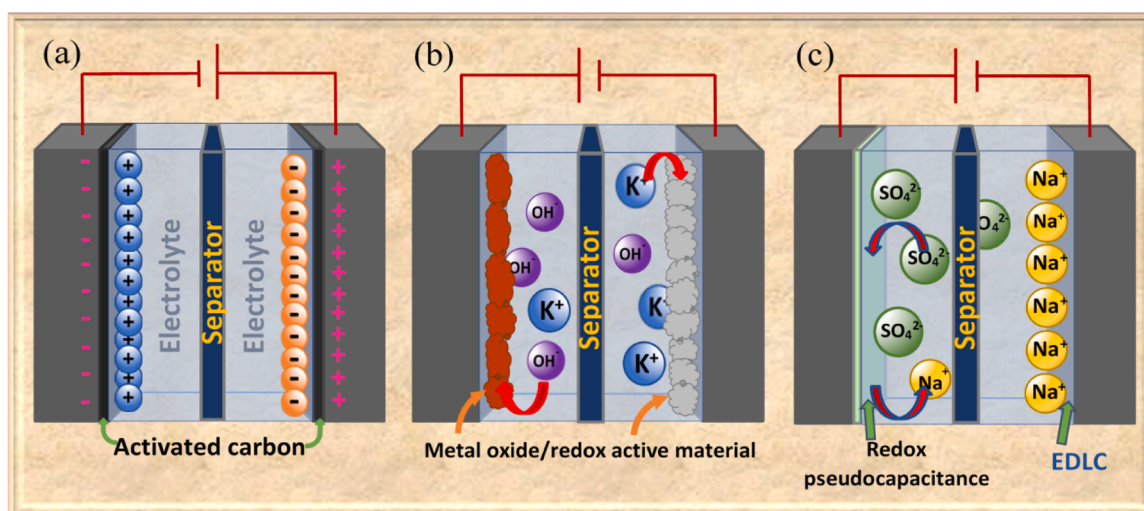 (a)
-
-
-
-
-
-
-
+
+
+
+
+
+
+
+
+
+
+
+
Electrolyte
Separator
Electrolyte
-
-
-
-
-
-
-
-
-
-
-
+
+
+
+
+
+
+
+
+
+
Activated carbon
(b)
OH-
OH-
K+
OH-
Separator
K+
OH-
K+
K+
Metal oxide/redox active material
(c)
SO₄²⁻
SO₄²⁻
SO₄²⁻
Na+
Separator
SO₄²⁻
Na+
Na+
Na+
Na+
Na+
Na+
Redox
pseudocapacitance
EDLC